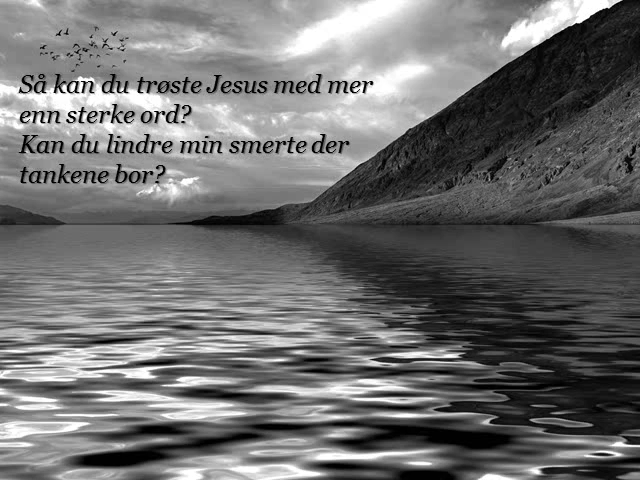 Så kan du trøste Jesus med mer
enn sterke ord?
Kan du lindre min smerte der
tankene bor?